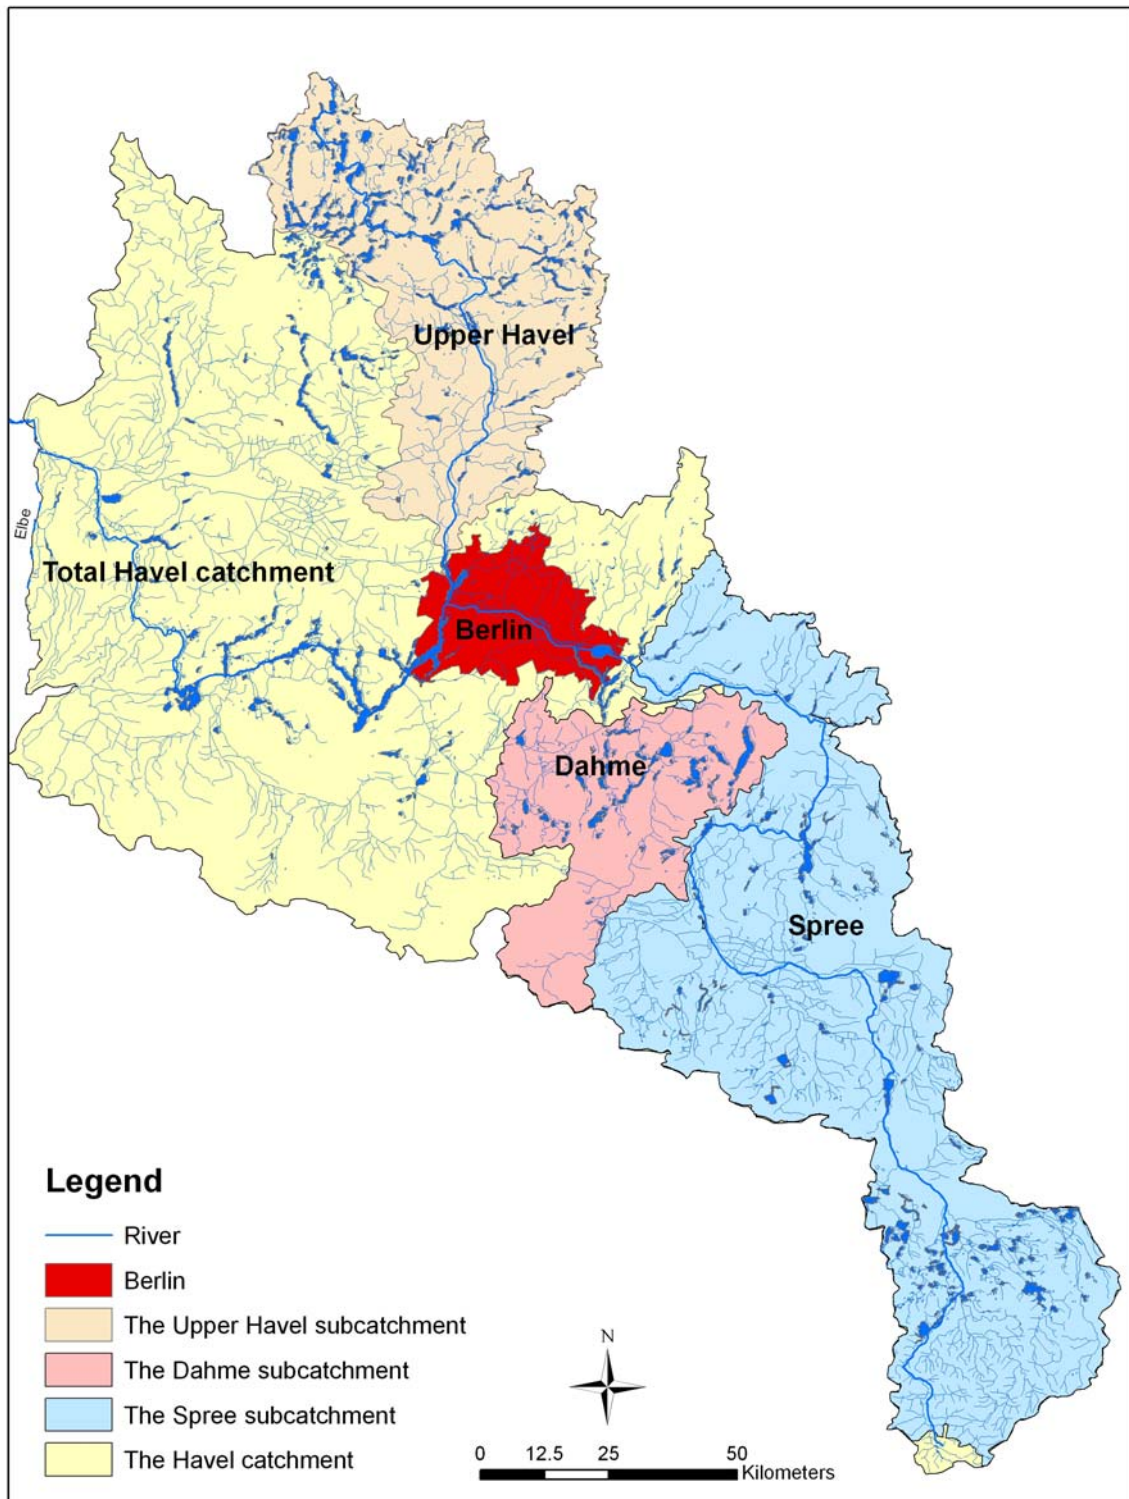 Upper Havel
Elbe
Total Havel catchment
Berlin
Dahme
Spree
Legend
River
Berlin
The Upper Havel subcatchment
The Dahme subcatchment
The Spree subcatchment
The Havel catchment
N
0 12.5 25 50
Kilometers